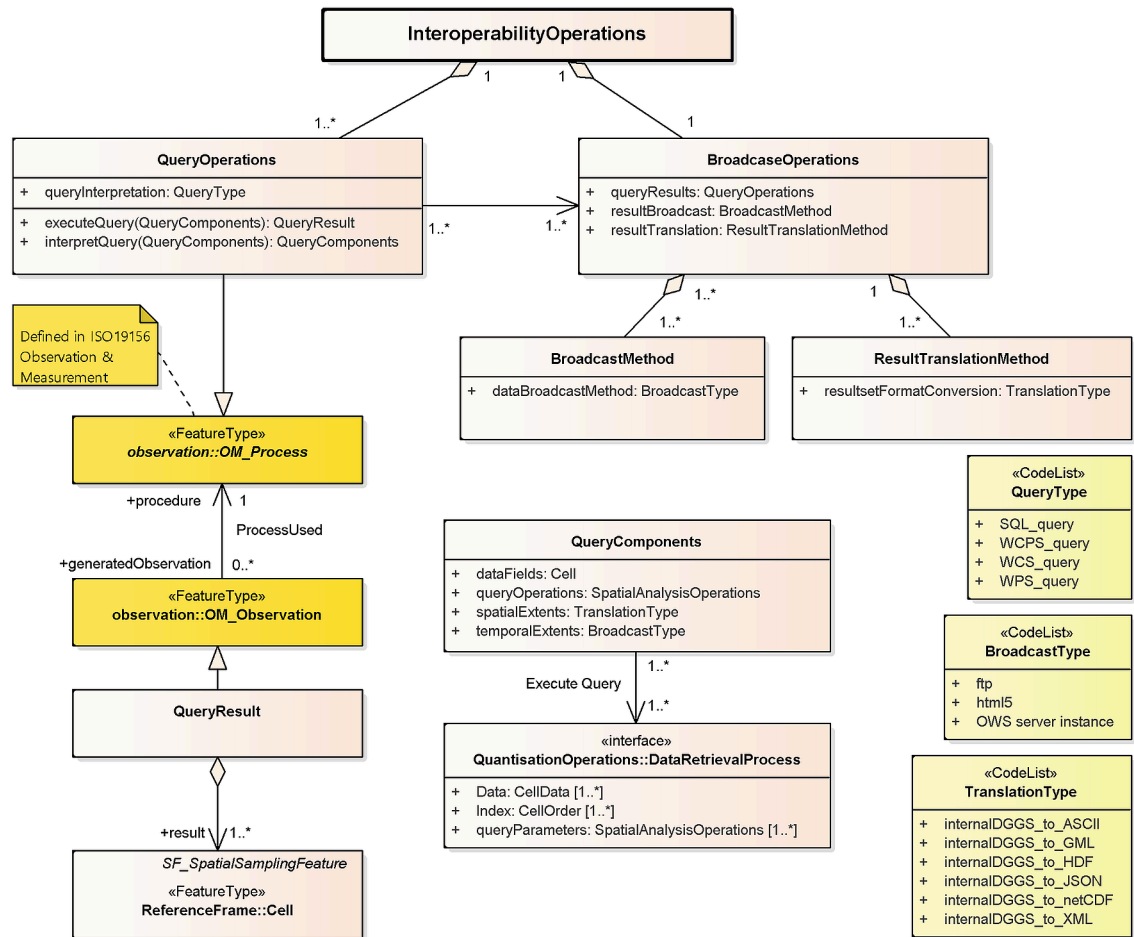 InteroperabilityOperations
1
1
1..*
1
QueryOperations
+ queryInterpretation: QueryType
+ executeQuery(QueryComponents): QueryResult
+ interpretQuery(QueryComponents): QueryComponents
1..*
1..*
BroadcaseOperations
+ queryResults: QueryOperations
+ resultBroadcast: BroadcastMethod
+ resultTranslation: ResultTranslationMethod
1..*
1
1..*
1..*
Defined in ISO19156
Observation &
Measurement
BroadcastMethod
+ dataBroadcastMethod: BroadcastType
ResultTranslationMethod
+ resultsetFormatConversion: TranslationType
«FeatureType»
observation::OM_Process
+procedure
1
ProcessUsed
+generatedObservation
0..*
«FeatureType»
observation::OM_Observation
QueryResult
+result
1..*
SF_SpatialSamplingFeature
«FeatureType»
ReferenceFrame::Cell
QueryComponents
+ dataFields: Cell
+ queryOperations: SpatialAnalysisOperations
+ spatialExtents: TranslationType
+ temporalExtents: BroadcastType
1..*
Execute Query
1..*
«interface»
QuantisationOperations::DataRetrievalProcess
+ Data: CellData [1..*]
+ Index: CellOrder [1..*]
+ queryParameters: SpatialAnalysisOperations [1..*]
«CodeList»
QueryType
+ SQL_query
+ WCPS_query
+ WCS_query
+ WPS_query
«CodeList»
BroadcastType
+ ftp
+ html5
+ OWS server instance
«CodeList»
TranslationType
+ internalDGGS_to_ASCII
+ internalDGGS_to_GML
+ internalDGGS_to_HDF
+ internalDGGS_to_JSON
+ internalDGGS_to_netCDF
+ internalDGGS_to_XML